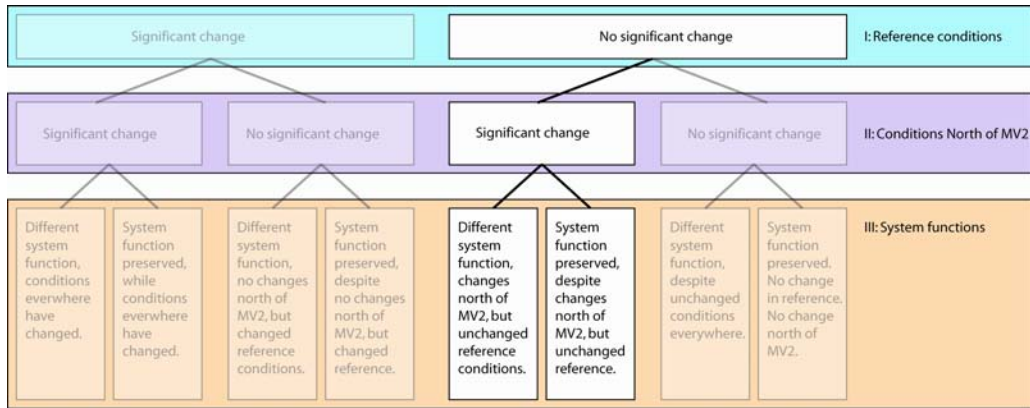 Significant change
No significant change
I: Reference conditions
Significant change
No significant change
Significant change
No significant change
II: Conditions North of MV2
Different
system
function,
conditions
everwhere
have
changed.
System
function
preserved,
while
conditions
everwhere
have
changed.
Different
system
function,
no changes
north of
MV2, but
changed
reference
conditions.
System
function
preserved,
despite
no changes
north of
MV2, but
changed
reference.
Different
system
function,
changes
north of
MV2, but
unchanged
reference
conditions.
System
function
preserved,
despite
changes
north of
MV2, but
unchanged
reference.
Different
system
function,
despite
unchanged
conditions
everywhere.
System
function
preserved.
No change
in reference.
No change
north of
MV2.
III: System functions